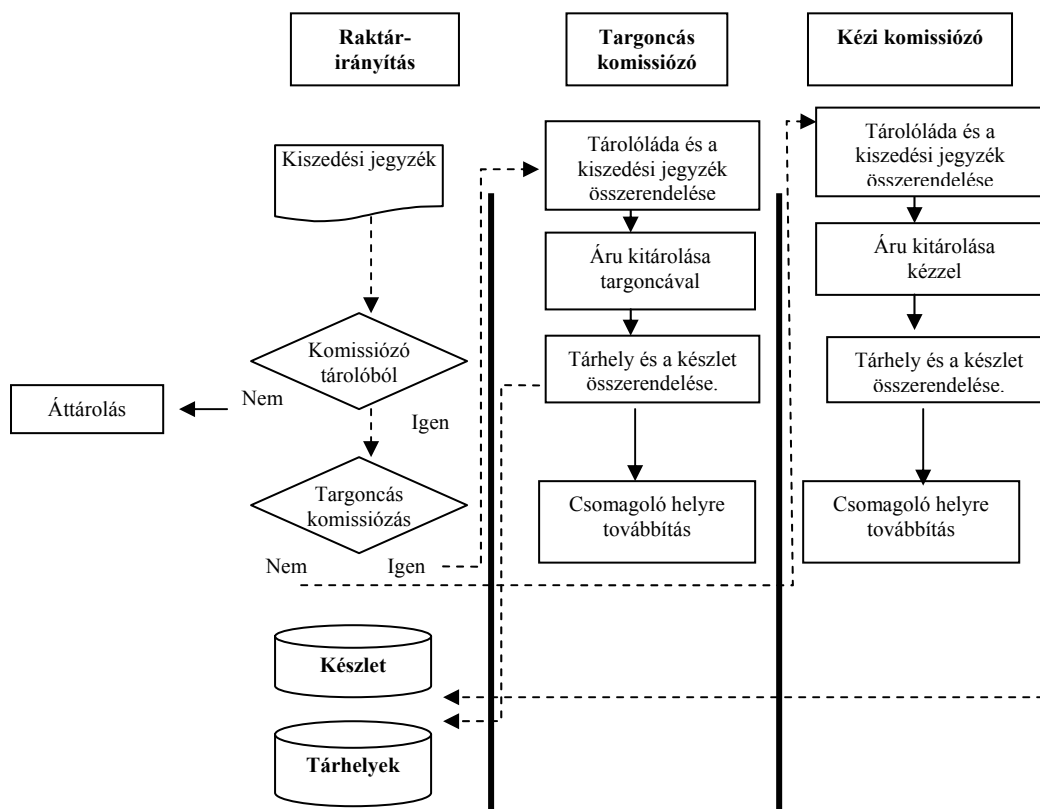 Raktár-
irányítás
Targoncás
komissiózó
Kézi komissiózó
Kiszedési jegyzék
Komissiózó
tárolóból
Nem
Áttárolás
Igen
Targoncás
komissiózás
Nem
Igen
Készlet
Tárhelyek
Tárolóláda és a
kiszedési jegyzék
összerendelése
Áru kitárolása
targoncával
Tárhely és a készlet
összerendelése.
Csomagoló helyre
továbbítás
Tárolóláda és a
kiszedési jegyzék
összerendelése
Áru kitárolása
kézzel
Tárhely és a készlet
összerendelése.
Csomagoló helyre
továbbítás